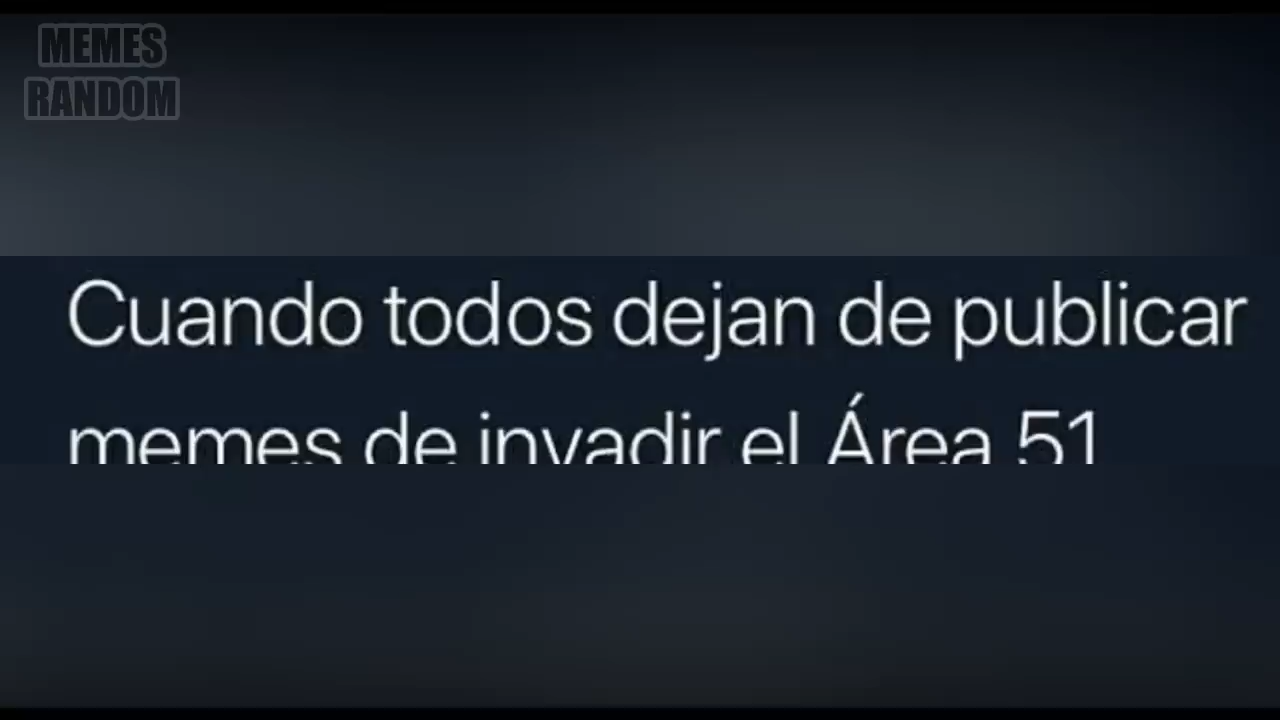 MEMES
RANDOM
Cuando todos dejan de publicar
memes de invadir el Área 51